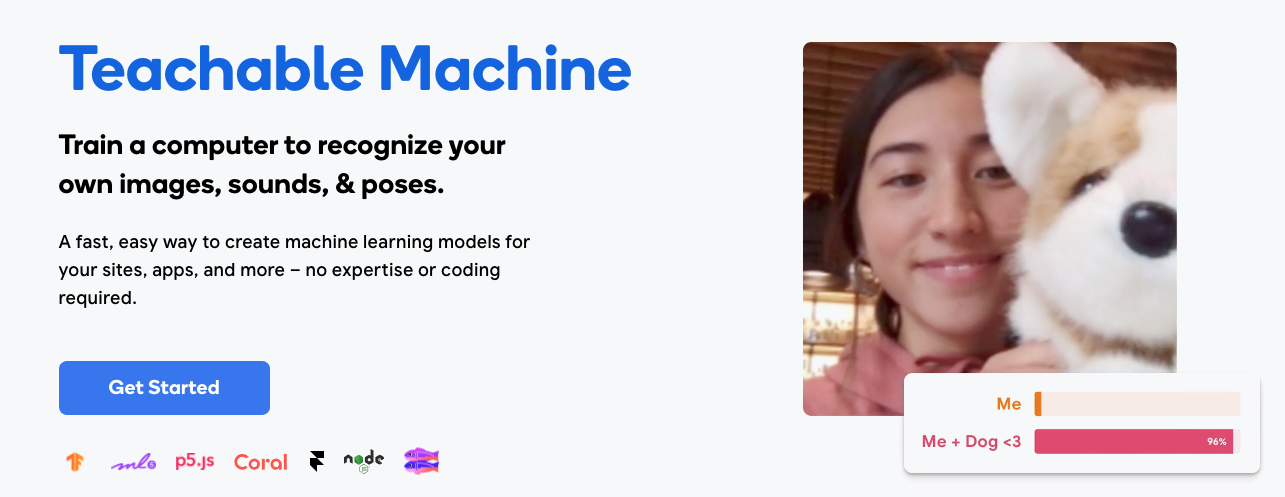 Teachable Machine
Train a computer to recognize your
own images, sounds, & poses.
A fast, easy way to create machine learning models for
your sites, apps, and more – no expertise or coding
required.
Get Started
ml5 p5.js Coral node
JS
Me
Me + Dog <3 96%